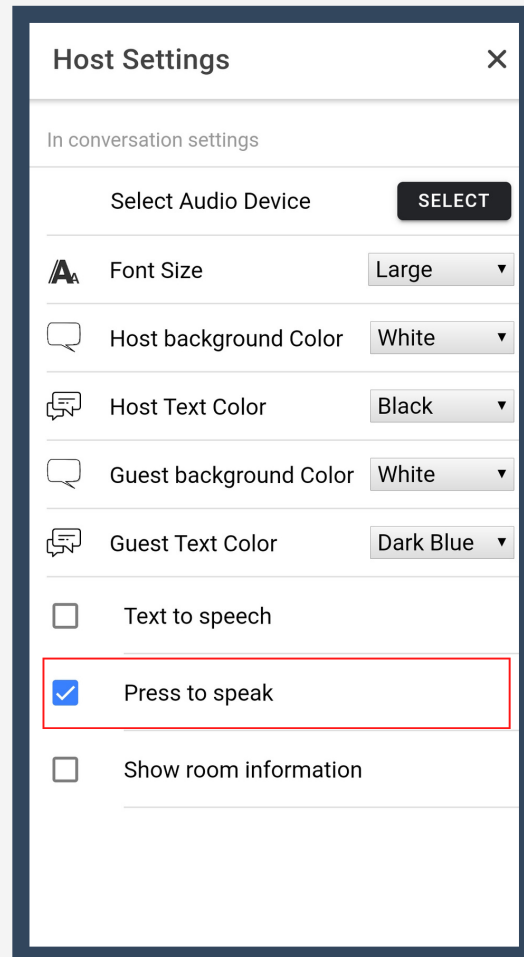 Host Settings
In conversation settings
Select Audio Device SELECT
Font Size Large
Host background Color White
Host Text Color Black
Guest background Color White
Guest Text Color Dark Blue
Text to speech
Press to speak
Show room information